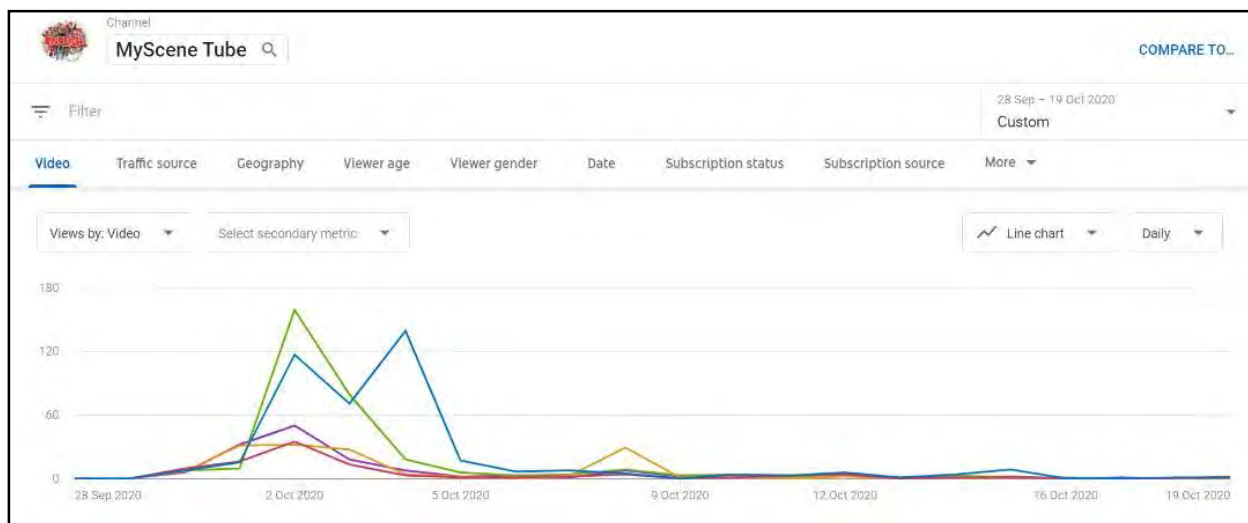 Channel
MyScene Tube
COMPARE TO...
Filter
28 Sep – 19 Oct 2020
Custom
Video Traffic source Geography Viewer age Viewer gender Date Subscription status Subscription source More
Views by: Video Select secondary metric Line chart Daily
180
120
60
0
28 Sep 2020 2 Oct 2020 5 Oct 2020 9 Oct 2020 12 Oct 2020 16 Oct 2020 19 Oct 2020